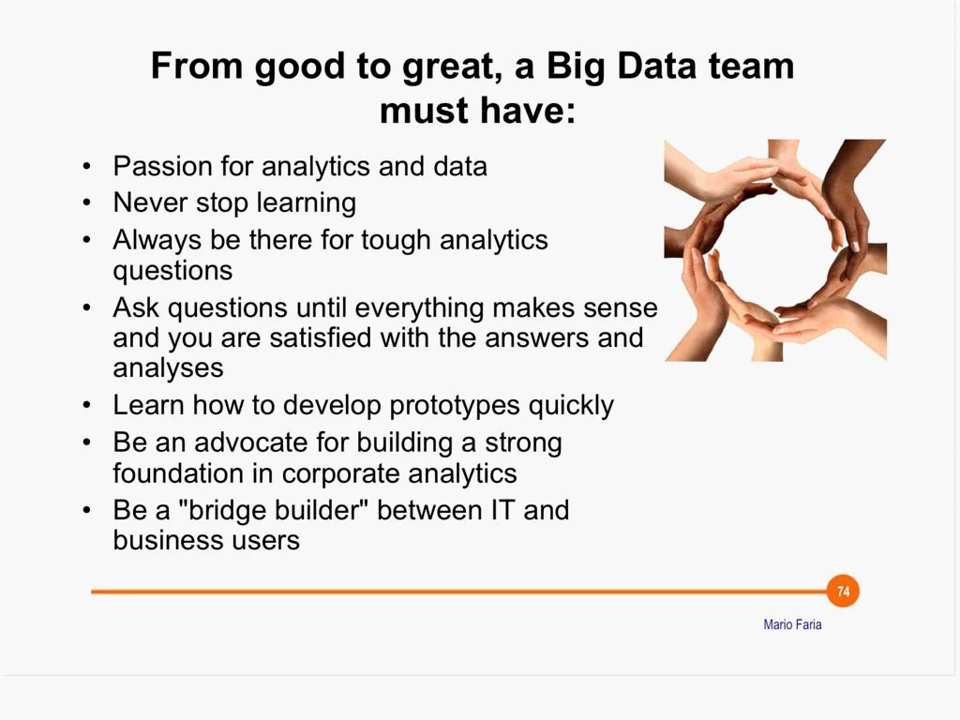 From good to great, a Big Data team
must have:
• Passion for analytics and data
• Never stop learning
• Always be there for tough analytics
questions
• Ask questions until everything makes sense
and you are satisfied with the answers and
analyses
• Learn how to develop prototypes quickly
• Be an advocate for building a strong
foundation in corporate analytics
• Be a "bridge builder" between IT and
business users
74
Mario Faria